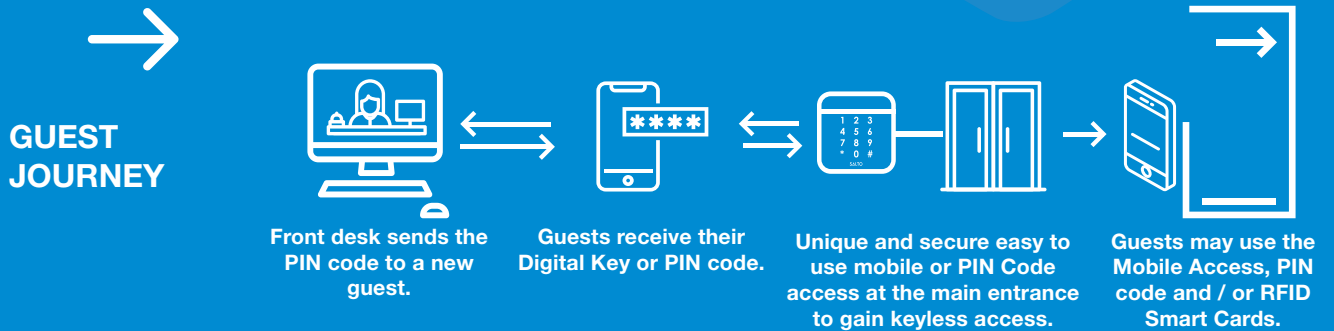 GUEST
JOURNEY
****
1 2 3
4 5 6
7 8 9
* 0 #
SALTO
Front desk sends the
PIN code to a new
guest.
Guests receive their
Digital Key or PIN code.
Unique and secure easy to
use mobile or PIN Code
access at the main entrance
to gain keyless access.
Guests may use the
Mobile Access, PIN
code and / or RFID
Smart Cards.